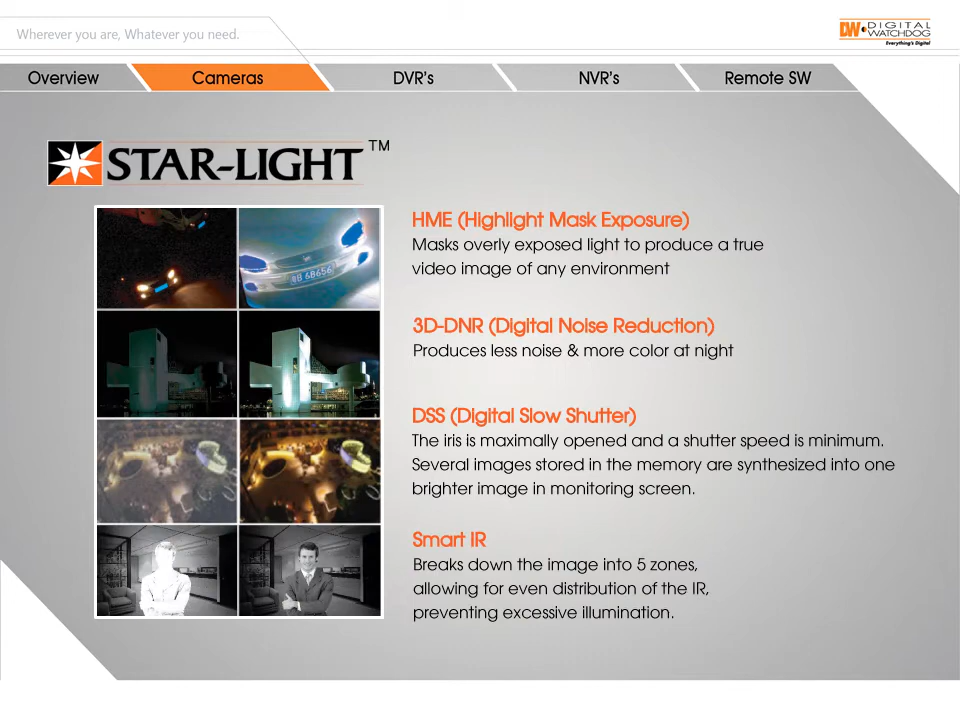 Wherever you are, Whatever you need.
DW DIGITAL WATCHDOG
Everything's Digital
Overview Cameras DVR's NVR's Remote SW
STAR-LIGHT™
HME (Highlight Mask Exposure)
Masks overly exposed light to produce a true
video image of any environment
3D-DNR (Digital Noise Reduction)
Produces less noise & more color at night
DSS (Digital Slow Shutter)
The iris is maximally opened and a shutter speed is minimum.
Several images stored in the memory are synthesized into one
brighter image in monitoring screen.
Smart IR
Breaks down the image into 5 zones,
allowing for even distribution of the IR,
preventing excessive illumination.